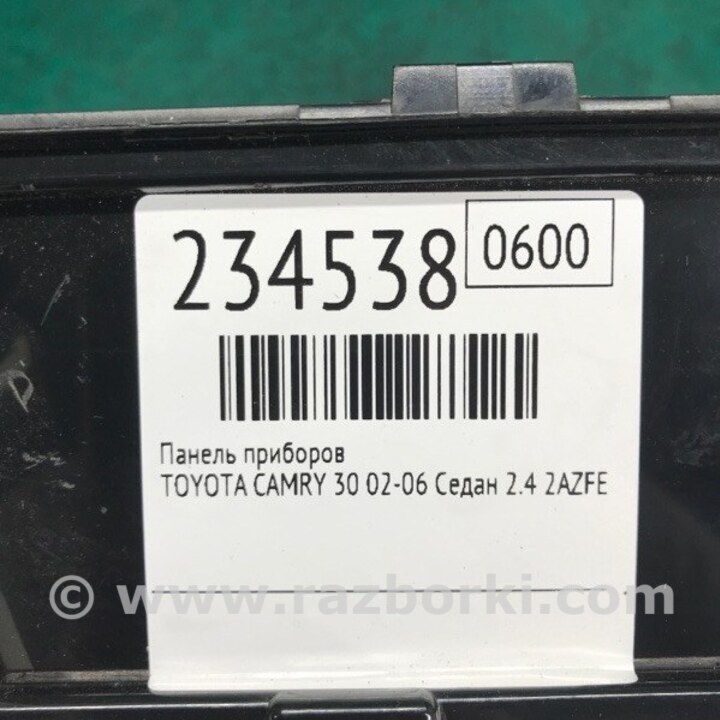 234538
0600
Панель приборов
TOYOTA CAMRY 30 02-06 Седан 2.4 2AZFE
© www.razborki.com